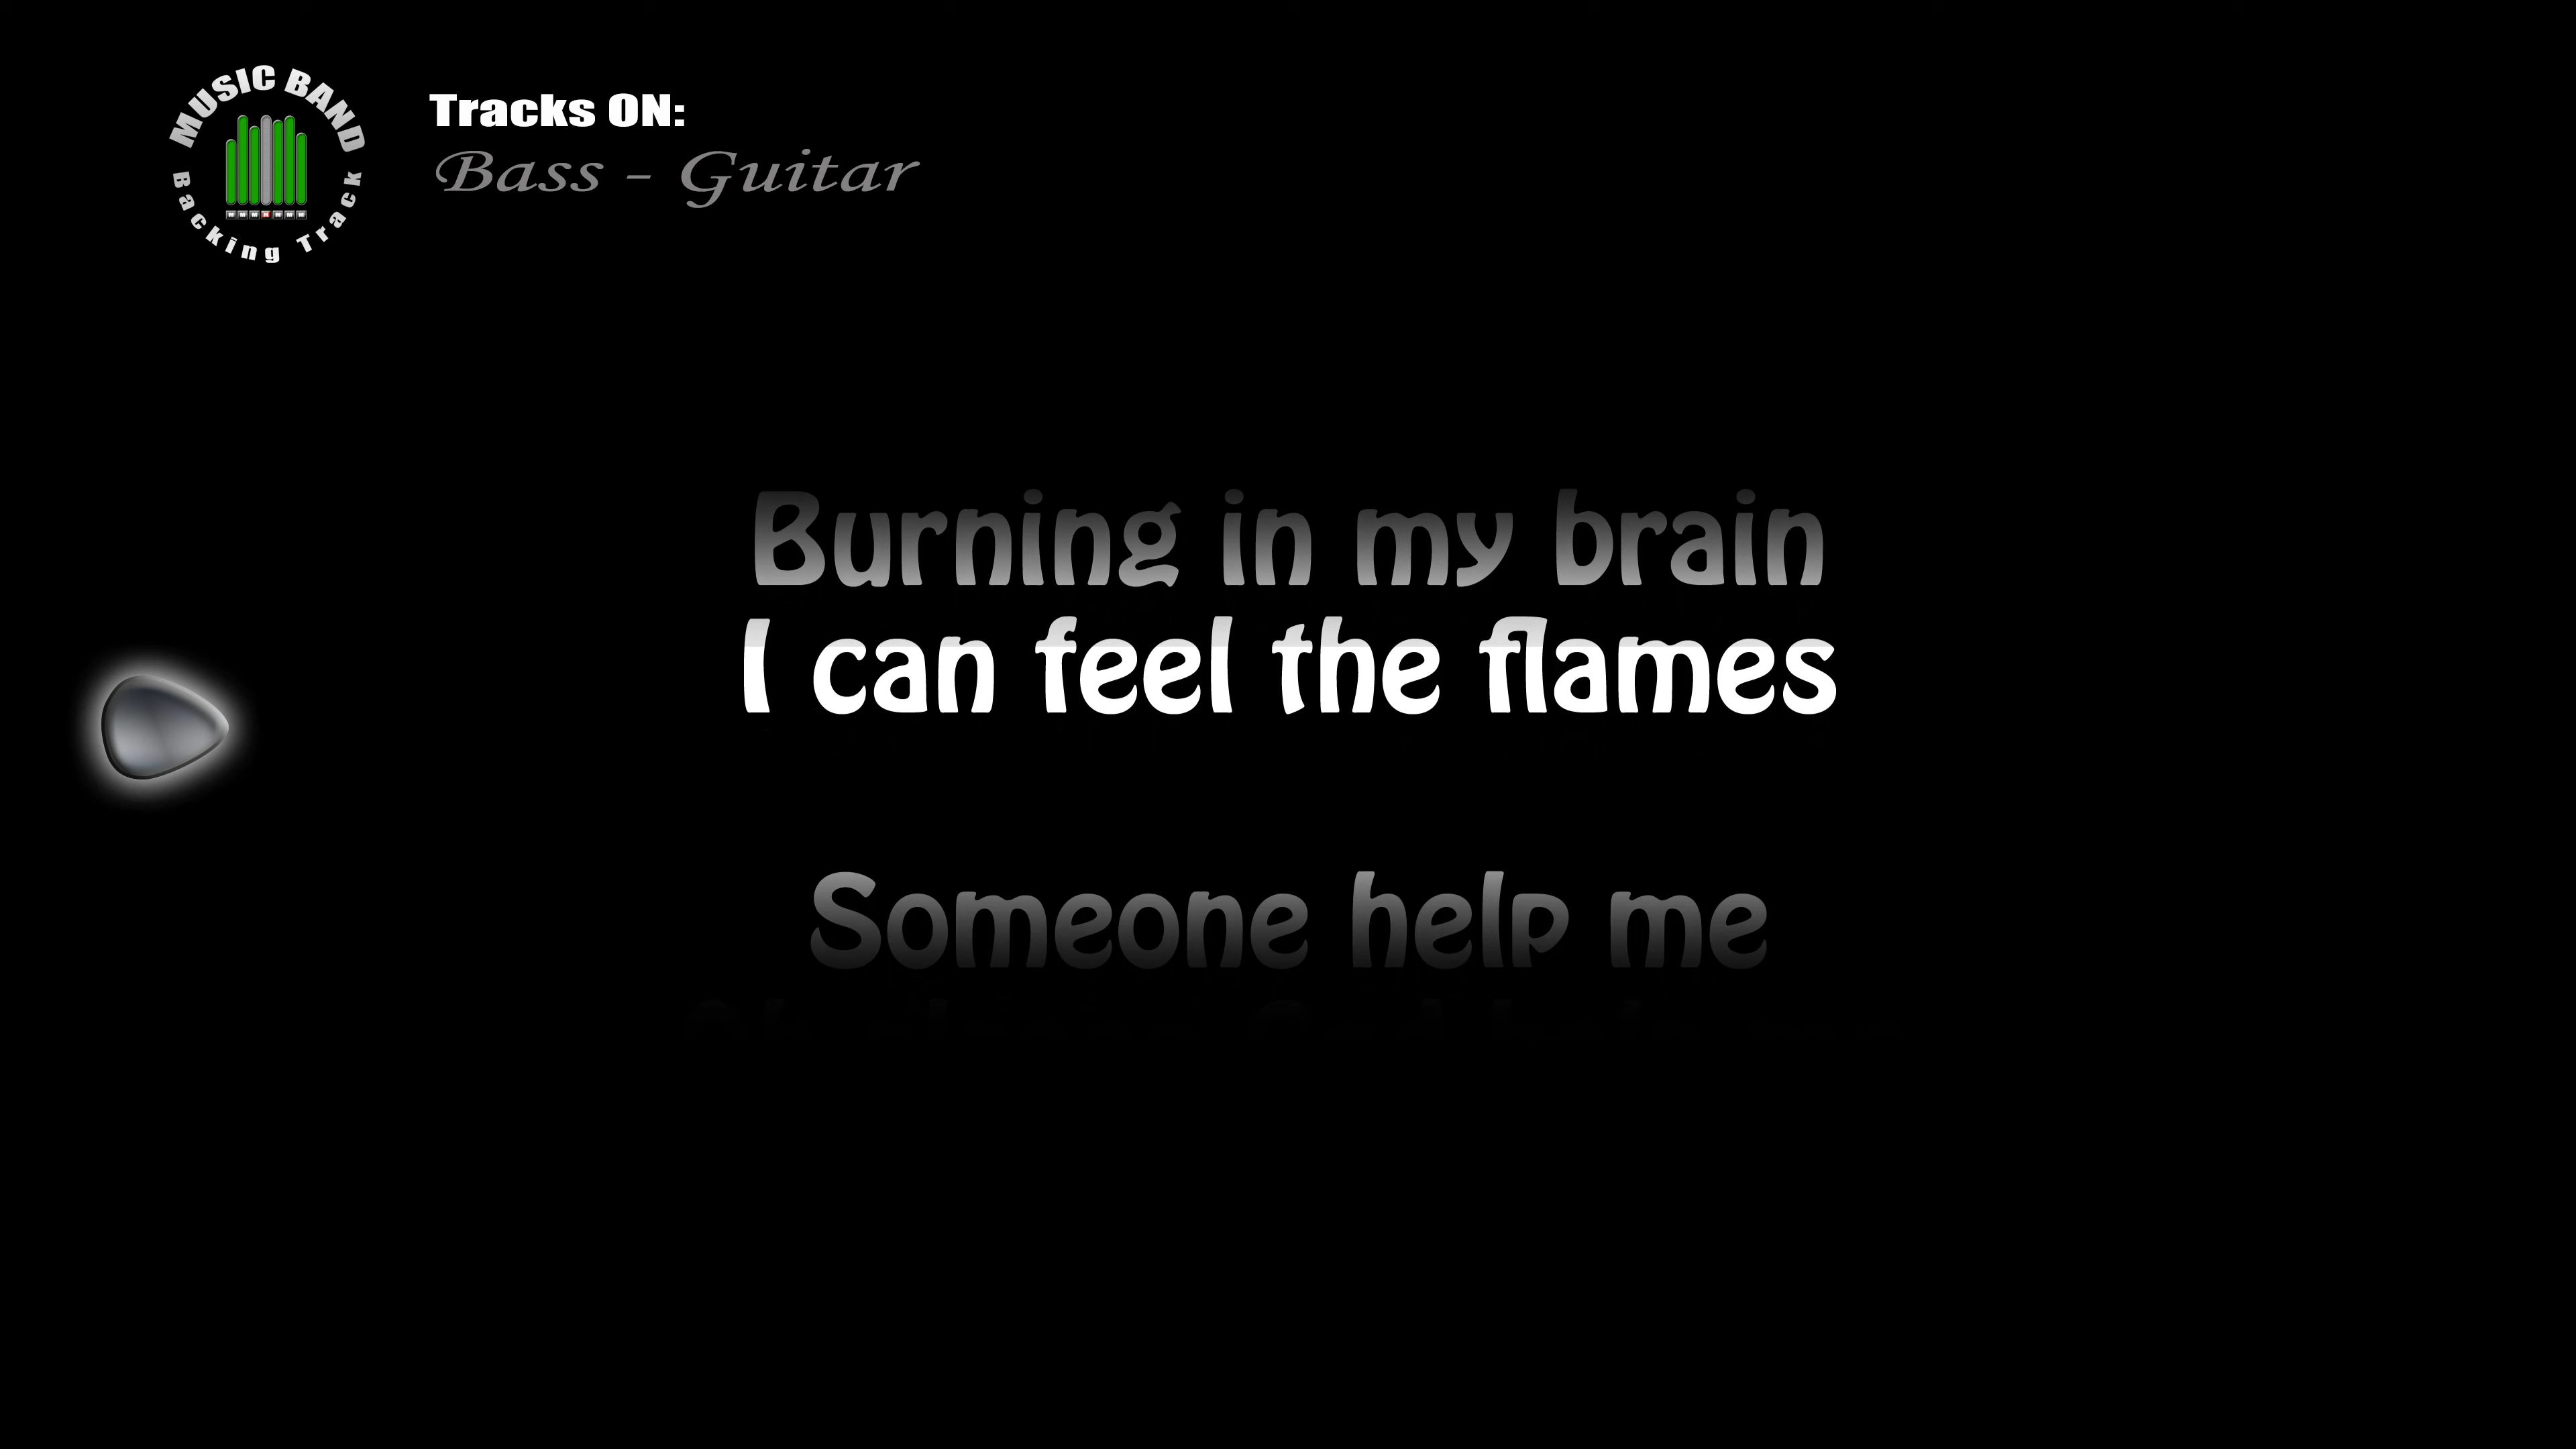 MUSIC BAND
Backing Track
Tracks ON:
Bass - Guitar
Burning in my brain
I can feel the flames
Someone help me